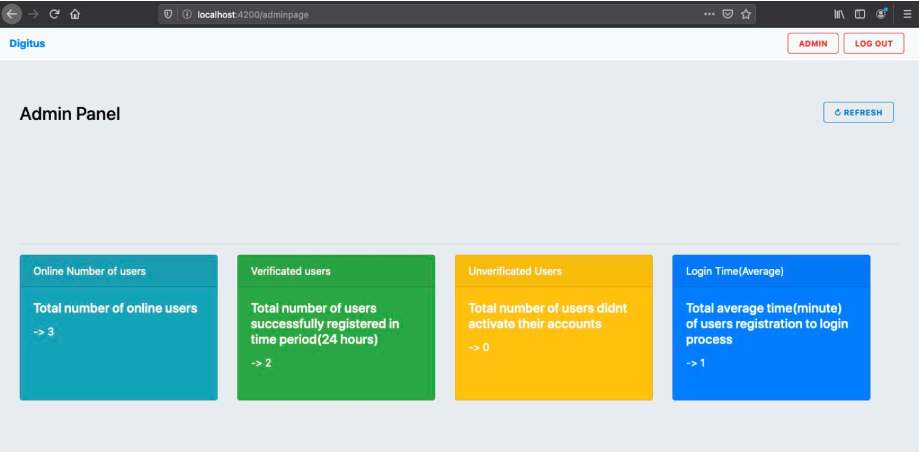 localhost:4200/adminpage
Digitus
ADMIN
LOG OUT
Admin Panel
REFRESH
Online Number of users
Total number of online users
-> 3
Verificated users
Total number of users
successfully registered in
time period(24 hours)
-> 2
Unverificated Users
Total number of users didnt
activate their accounts
-> 0
Login Time(Average)
Total average time(minute)
of users registration to login
process
-> 1